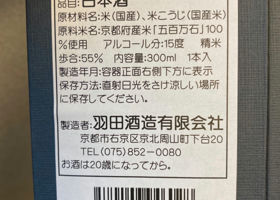 品目:日本酒
原材料名:米(国産)、米こうじ(国産米)
原料米名:京都府産米「五百万石」100
%使用 アルコール分:15度 精米
歩合:55% 内容量:300ml 1本入
製造年月:容器正面右側下方に表示
保存方法:直射日光をさけ涼しい場所
に保存してください。
製造者:羽田酒造有限会社
京都市右京区京北周山町下台20
TEL(075)852-0080
お酒は20歳になってから。